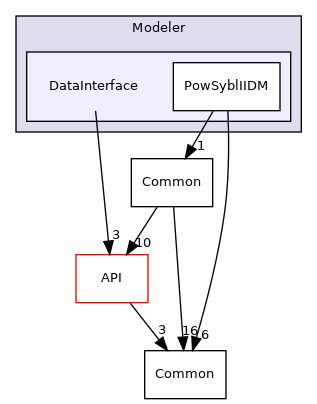 Modeler
DataInterface
PowSyblIIDM
1
Common
3
10
API
3
16
6
Common